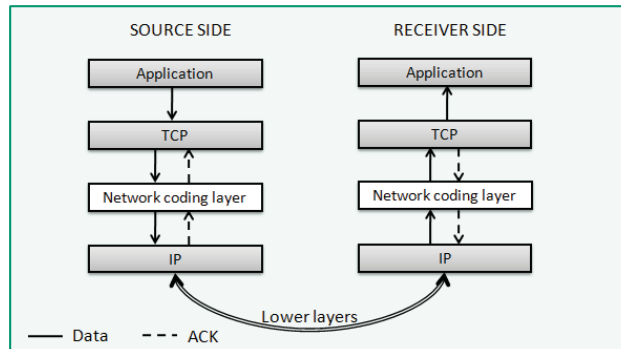 SOURCE SIDE
RECEIVER SIDE
Application
Application
TCP
TCP
Network coding layer
Network coding layer
IP
IP
Lower layers
Data
ACK